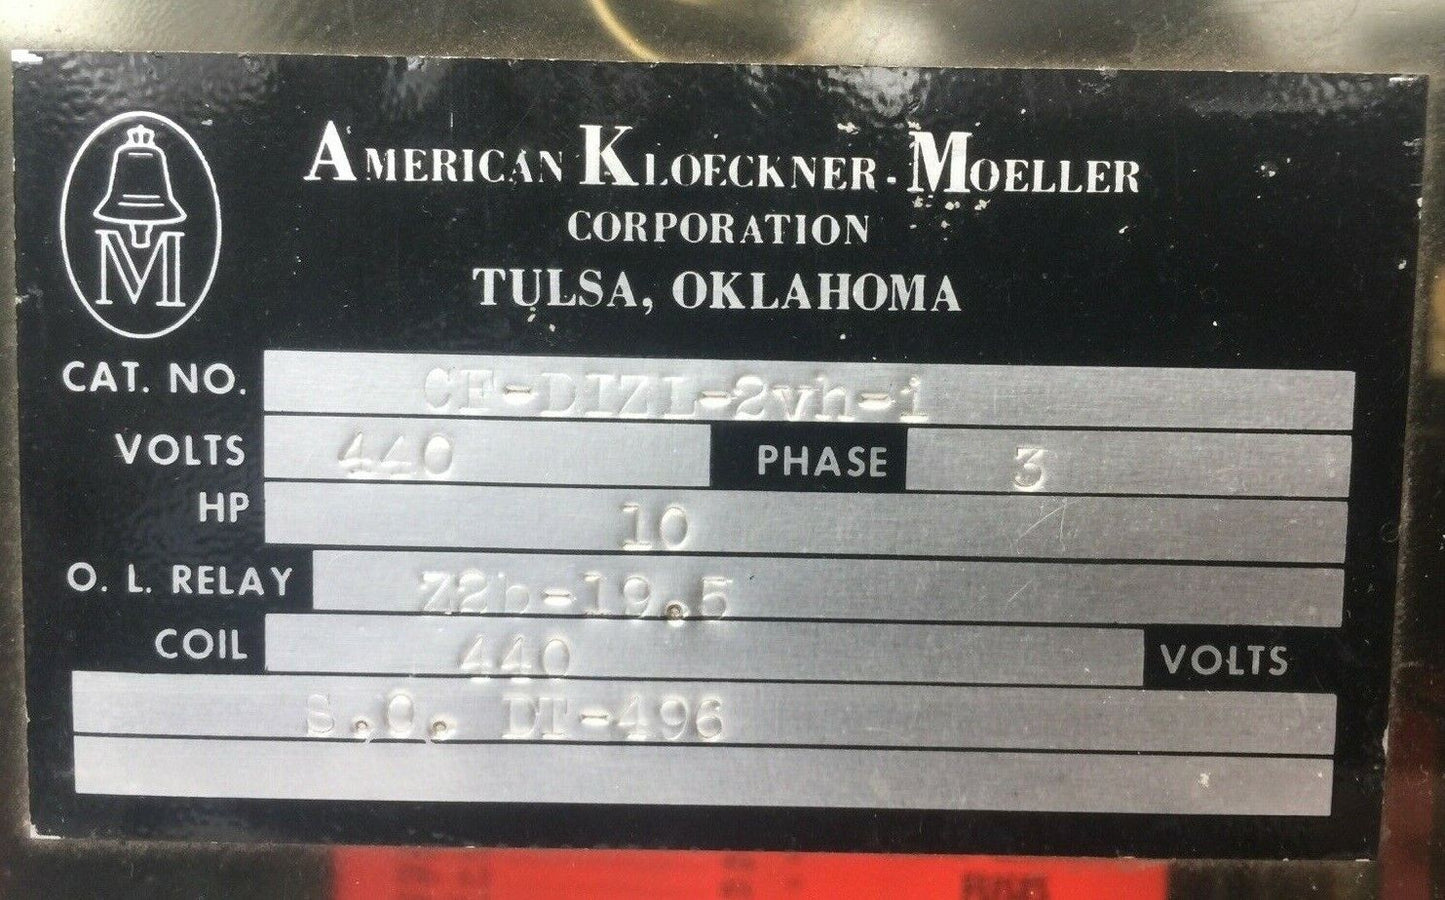 AMERICAN KLOECKNER-MOELLER
CORPORATION
TULSA, OKLAHOMA
M
CAT. NO. CF-DIZL-2vh-i
VOLTS 440 PHASE 3
HP 10
O. L. RELAY Z2b-19.5
COIL 440 VOLTS
S.O. DT-496